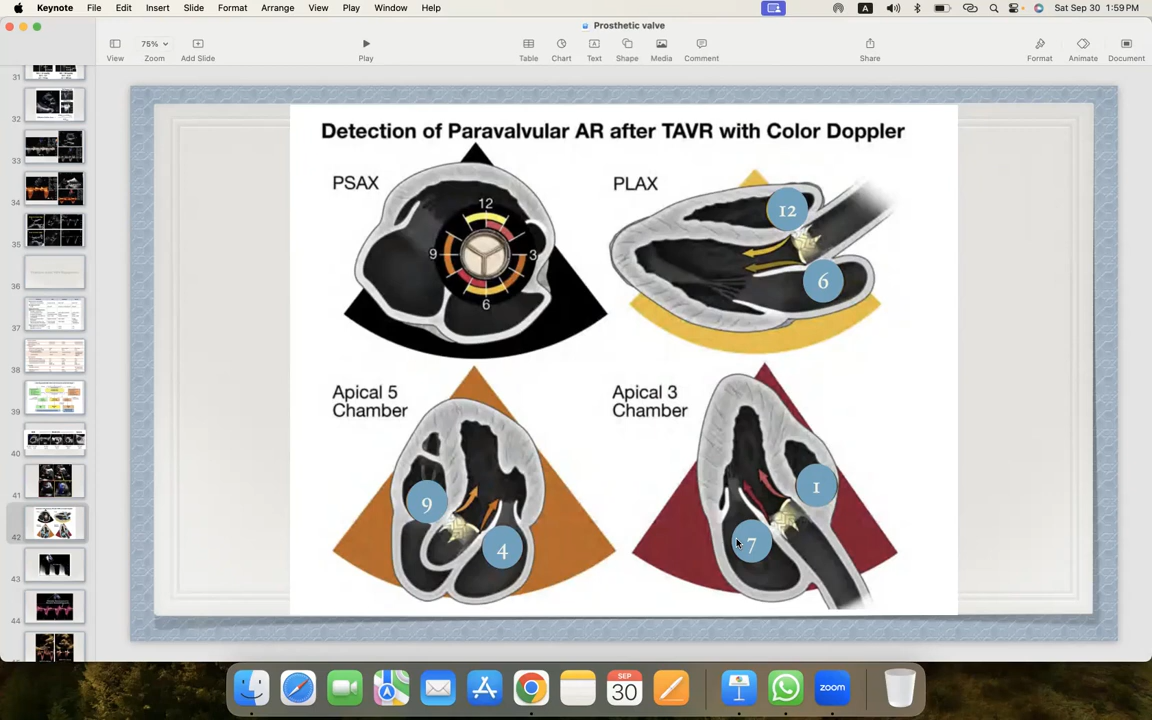 Keynote File Edit Insert Slide Format Arrange View Play Window Help A Sat Sep 30 1:59 PM
Prosthetic valve
75%
View Zoom Add Slide Play Table Chart Text Shape Media Comment Share Format Animate Document
31
32
33
34
35
36
37
38
39
40
41
42
43
44
Detection of Paravalvular AR after TAVR with Color Doppler
PSAX
12
9
3
6
PLAX
12
6
Apical 5
Chamber
9
4
Apical 3
Chamber
1
7
SEP
30
zoom